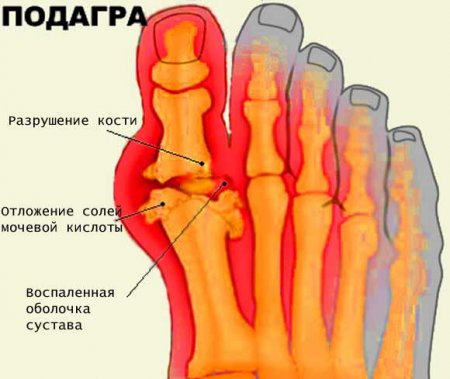 ПОДАГРА
Разрушение кости
Отложение солей
мочевой кислоты
Воспаленная
оболочка
сустава